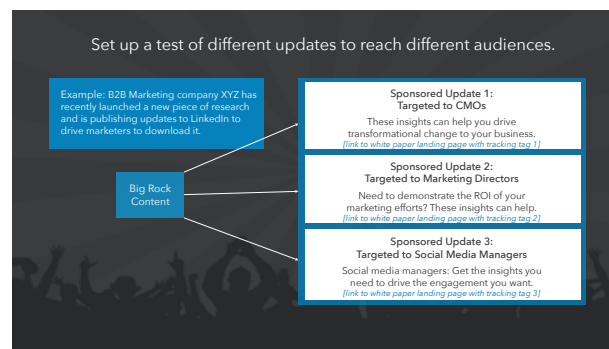 Set up a test of different updates to reach different audiences.
Example: B2B Marketing company XYZ has
recently launched a new piece of research
and is publishing updates to LinkedIn to
drive marketers to download it.
Big Rock
Content
Sponsored Update 1:
Targeted to CMOs
These insights can help you drive
transformational change to your business.
[link to white paper landing page with tracking tag 1]
Sponsored Update 2:
Targeted to Marketing Directors
Need to demonstrate the ROI of your
marketing efforts? These insights can help.
[link to white paper landing page with tracking tag 2]
Sponsored Update 3:
Targeted to Social Media Managers
Social media managers: Get the insights you
need to drive the engagement you want.
[link to white paper landing page with tracking tag 3]